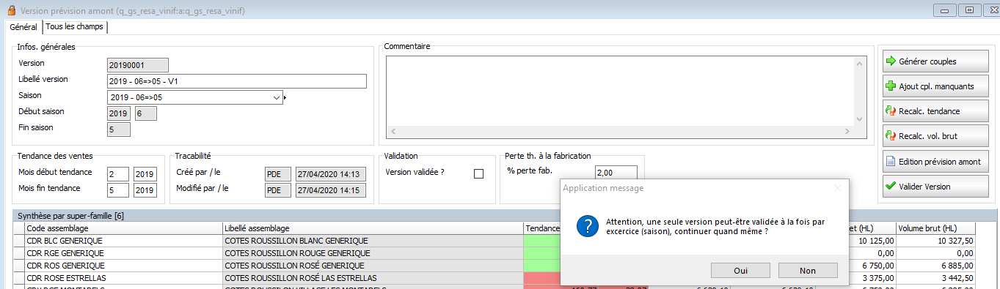 Version prévision amont (q_gs_resa_vinif:a:q_gs_resa_vinif)
Général Tous les champs
Infos. générales
Version 20190001
Libellé version 2019 - 06=>05 - V1
Saison 2019 - 06=>05
Début saison 2019 6
Fin saison 5
Commentaire
Générer couples
Ajout cpl. manquants
Recalc. tendance
Recalc. vol. brut
Edition prévision amont
Valider Version
Tendance des ventes
Mois début tendance 2 2019
Mois fin tendance 5 2019
Tracabilité
Créé par / le PDE 27/04/2020 14:13
Modifié par / le PDE 27/04/2020 14:15
Validation
Version validée ?
Perte th. à la fabrication
% perte fab. 2,00
Application message
Attention, une seule version peut-être validée à la fois par
excercice (saison), continuer quand même ?
Oui Non
Synthèse par super-famille [6]
Code assemblage Libellé assemblage Tendance et (HL) Volume brut (HL)
CDR BLC GENERIQUE COTES ROUSSILLON BLANC GENERIQUE 10 125,00 10 327,50
CDR RGE GENERIQUE COTES ROUSSILLON ROUGE GENERIQUE 0,00 0,00
CDR ROS GENERIQUE COTES ROUSSILLON ROSÉ GENERIQUE 6 750,00 6 885,00
CDR ROSE ESTRELLAS COTES ROUSSILLON ROSÉ LAS ESTRELLAS 3 375,00 3 442,50